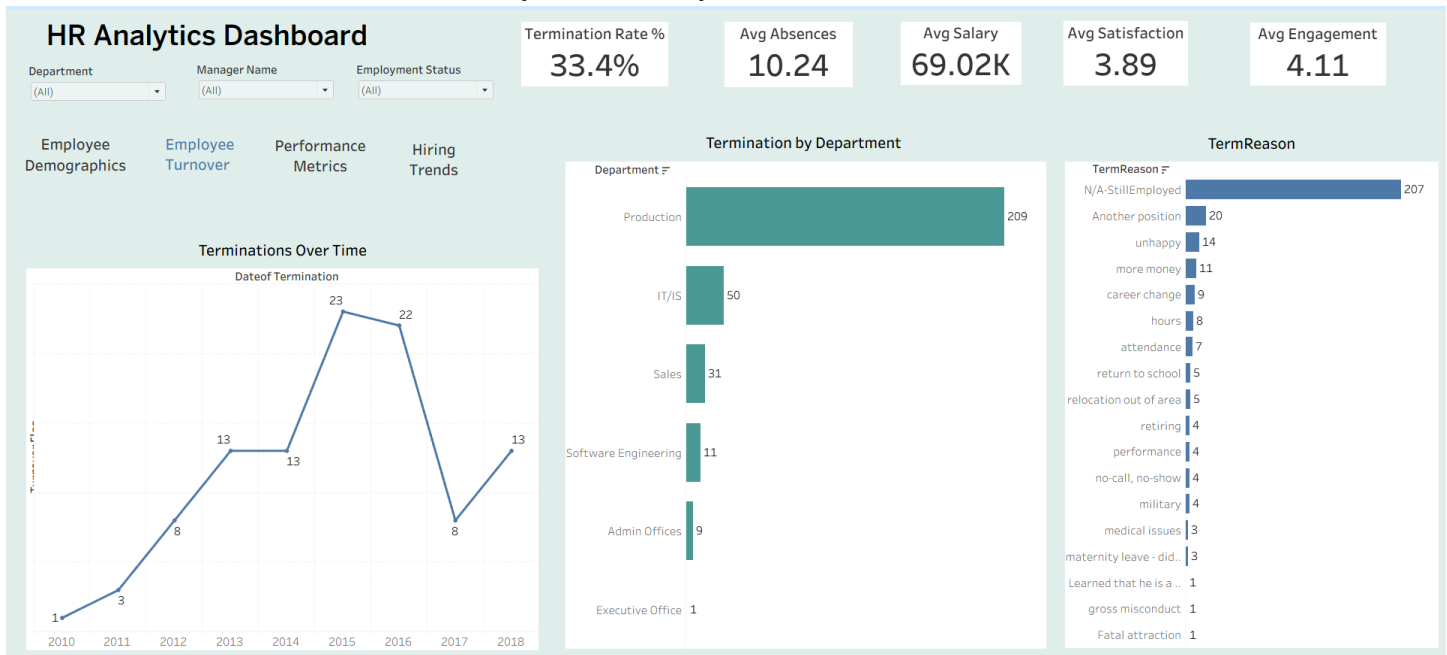 HR Analytics Dashboard
Department
(All)
Manager Name
(All)
Employment Status
(All)
Termination Rate %
33.4%
Avg Absences
10.24
Avg Salary
69.02K
Avg Satisfaction
3.89
Avg Engagement
4.11
Employee
Demographics
Employee
Turnover
Performance
Metrics
Hiring
Trends
Terminations Over Time
Dateof Termination
1
3
8
13
13
23
22
8
13
2010 2011 2012 2013 2014 2015 2016 2017 2018
Termination by Department
Department
Production 209
IT/IS 50
Sales 31
Software Engineering 11
Admin Offices 9
Executive Office 1
TermReason
TermReason
N/A-StillEmployed 207
Another position 20
unhappy 14
more money 11
career change 9
hours 8
attendance 7
return to school 5
relocation out of area 5
retiring 4
performance 4
no-call, no-show 4
military 4
medical issues 3
maternity leave - did.. 3
Learned that he is a .. 1
gross misconduct 1
Fatal attraction 1